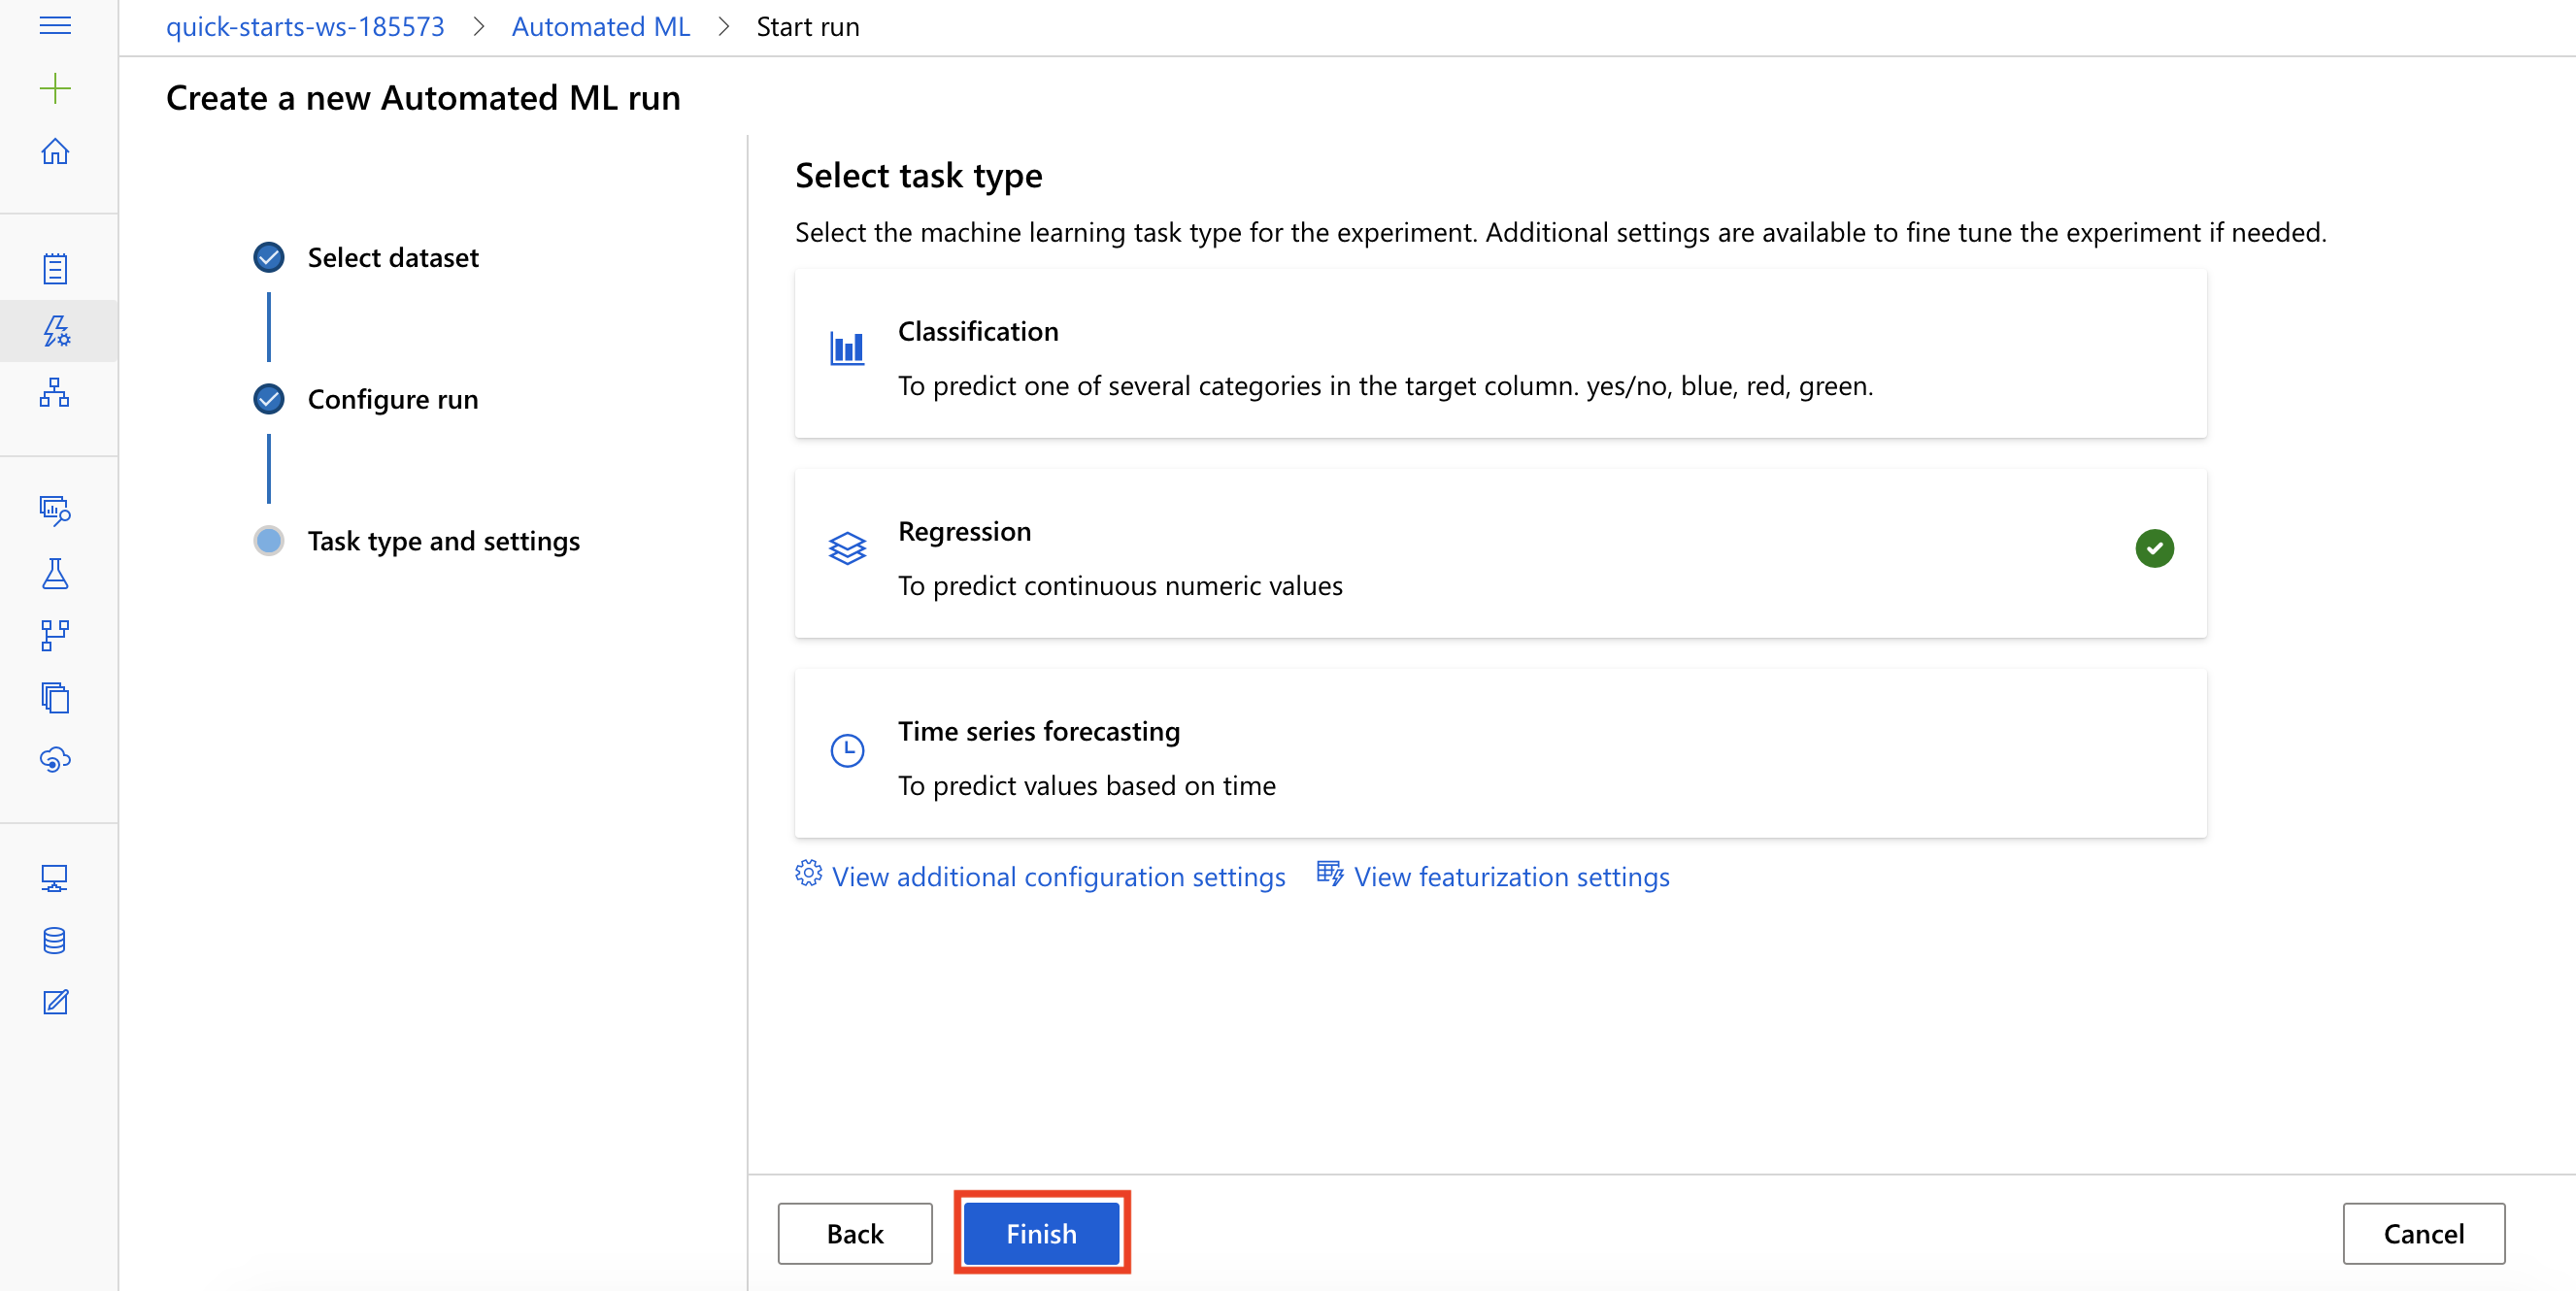 quick-starts-ws-185573 > Automated ML > Start run
Create a new Automated ML run
Select dataset
Configure run
Task type and settings
Select task type
Select the machine learning task type for the experiment. Additional settings are available to fine tune the experiment if needed.
Classification
To predict one of several categories in the target column. yes/no, blue, red, green.
Regression
To predict continuous numeric values
Time series forecasting
To predict values based on time
View additional configuration settings
View featurization settings
Back
Finish
Cancel